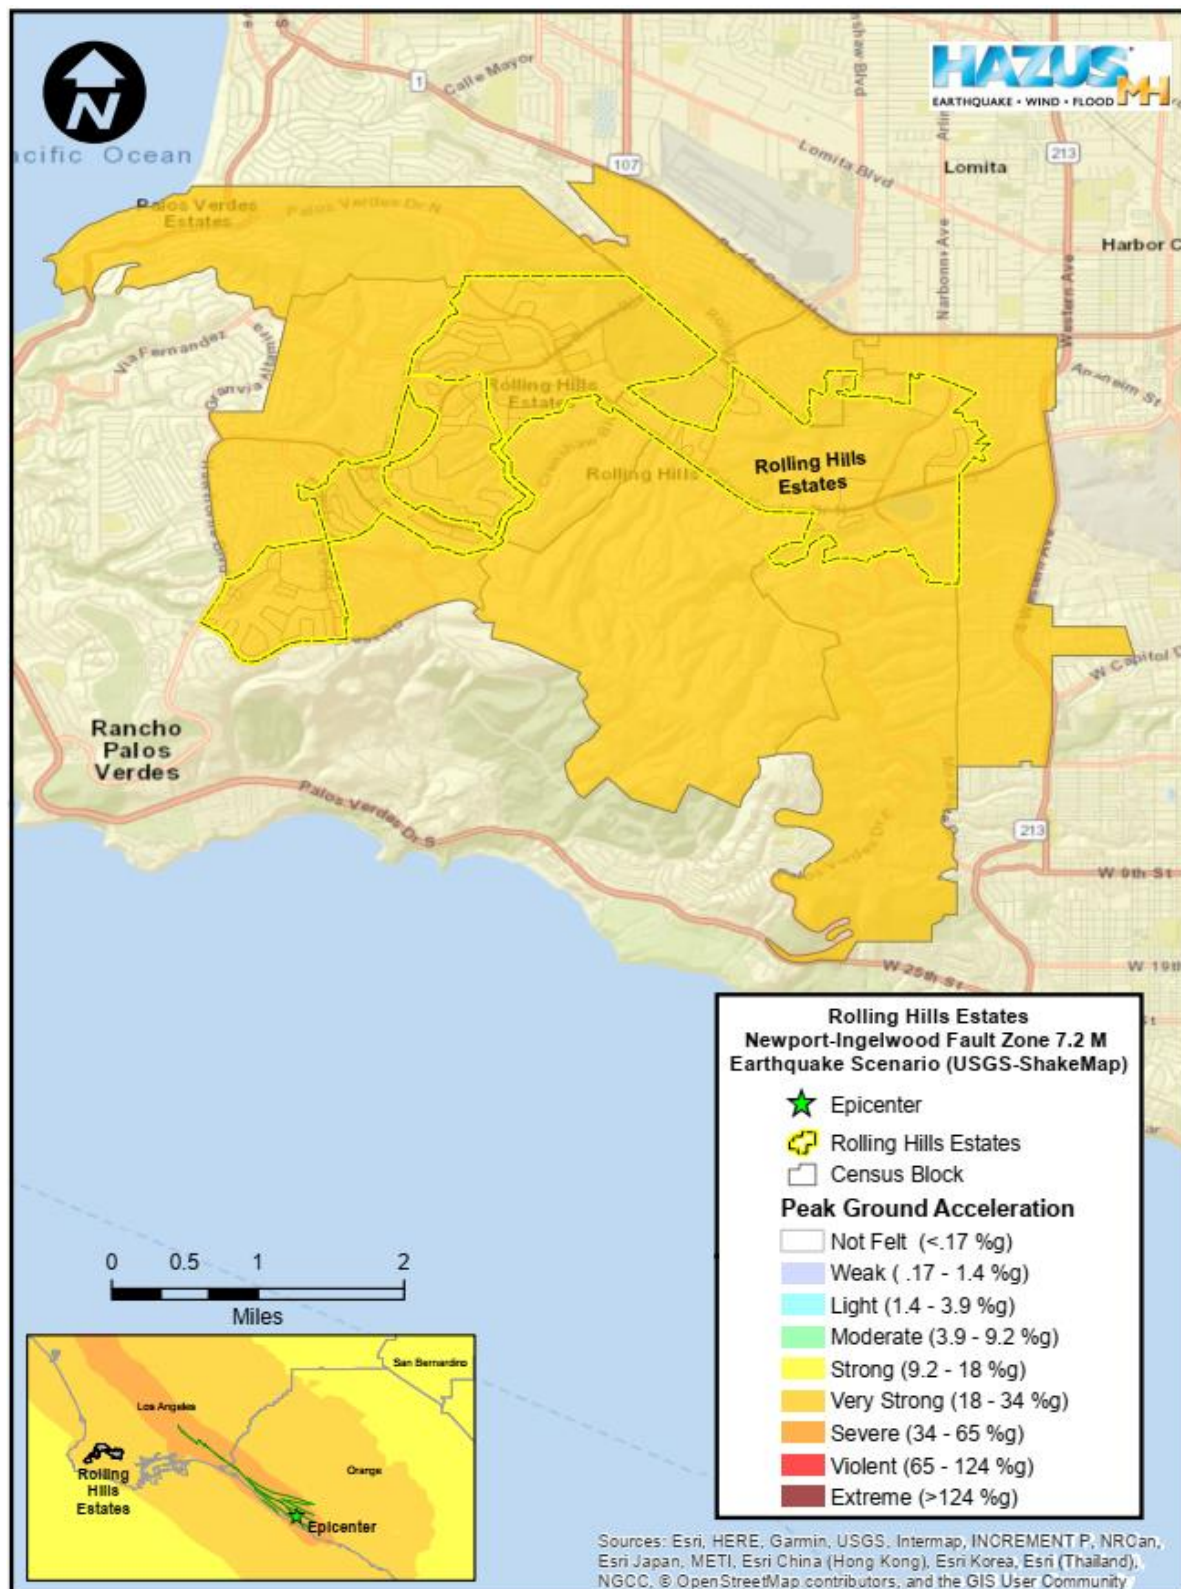 Calle Mayor
1
HAZUS MH
EARTHQUAKE • WIND • FLOOD
N
acific Ocean
107
Lomita Blvd
213
Lomita
Harbor C
Narbonne Ave
Western Ave
Palos Verdes
Estates
Palos Verdes Dr N
Via Fernandez
Anaheim St
Rolling Hills
Estates
Rolling Hills
Rolling Hills
Estates
W Capitol D
Rancho
Palos
Verdes
Palos Verdes Dr S
213
W 9th St
W 25th St
W 19th
Rolling Hills Estates
Newport-Ingelwood Fault Zone 7.2 M
Earthquake Scenario (USGS-ShakeMap)
Epicenter
Rolling Hills Estates
Census Block
Peak Ground Acceleration
Not Felt (<.17 %g)
Weak ( .17 - 1.4 %g)
Light (1.4 - 3.9 %g)
Moderate (3.9 - 9.2 %g)
Strong (9.2 - 18 %g)
Very Strong (18 - 34 %g)
Severe (34 - 65 %g)
Violent (65 - 124 %g)
Extreme (>124 %g)
0 0.5 1 2
Miles
San Bernardino
Los Angeles
Orange
Rolling
Hills
Estates
Epicenter
Sources: Esri, HERE, Garmin, USGS, Intermap, INCREMENT P, NRCan,
Esri Japan, METI, Esri China (Hong Kong), Esri Korea, Esri (Thailand),
NGCC, © OpenStreetMap contributors, and the GIS User Community